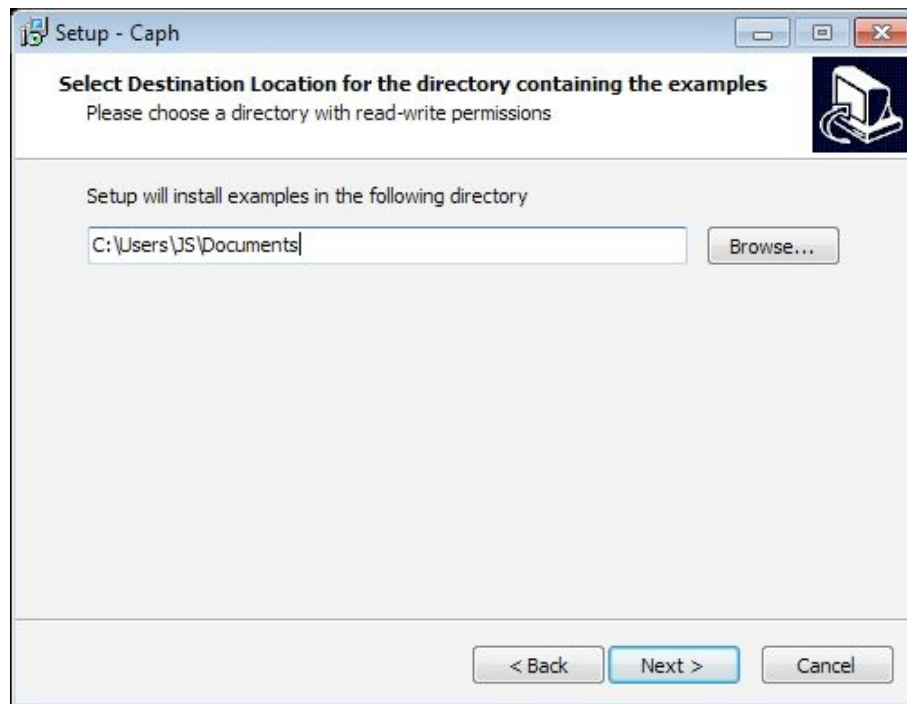 Setup - Caph
Select Destination Location for the directory containing the examples
Please choose a directory with read-write permissions
Setup will install examples in the following directory
C:\Users\JS\Documents
Browse...
< Back
Next >
Cancel